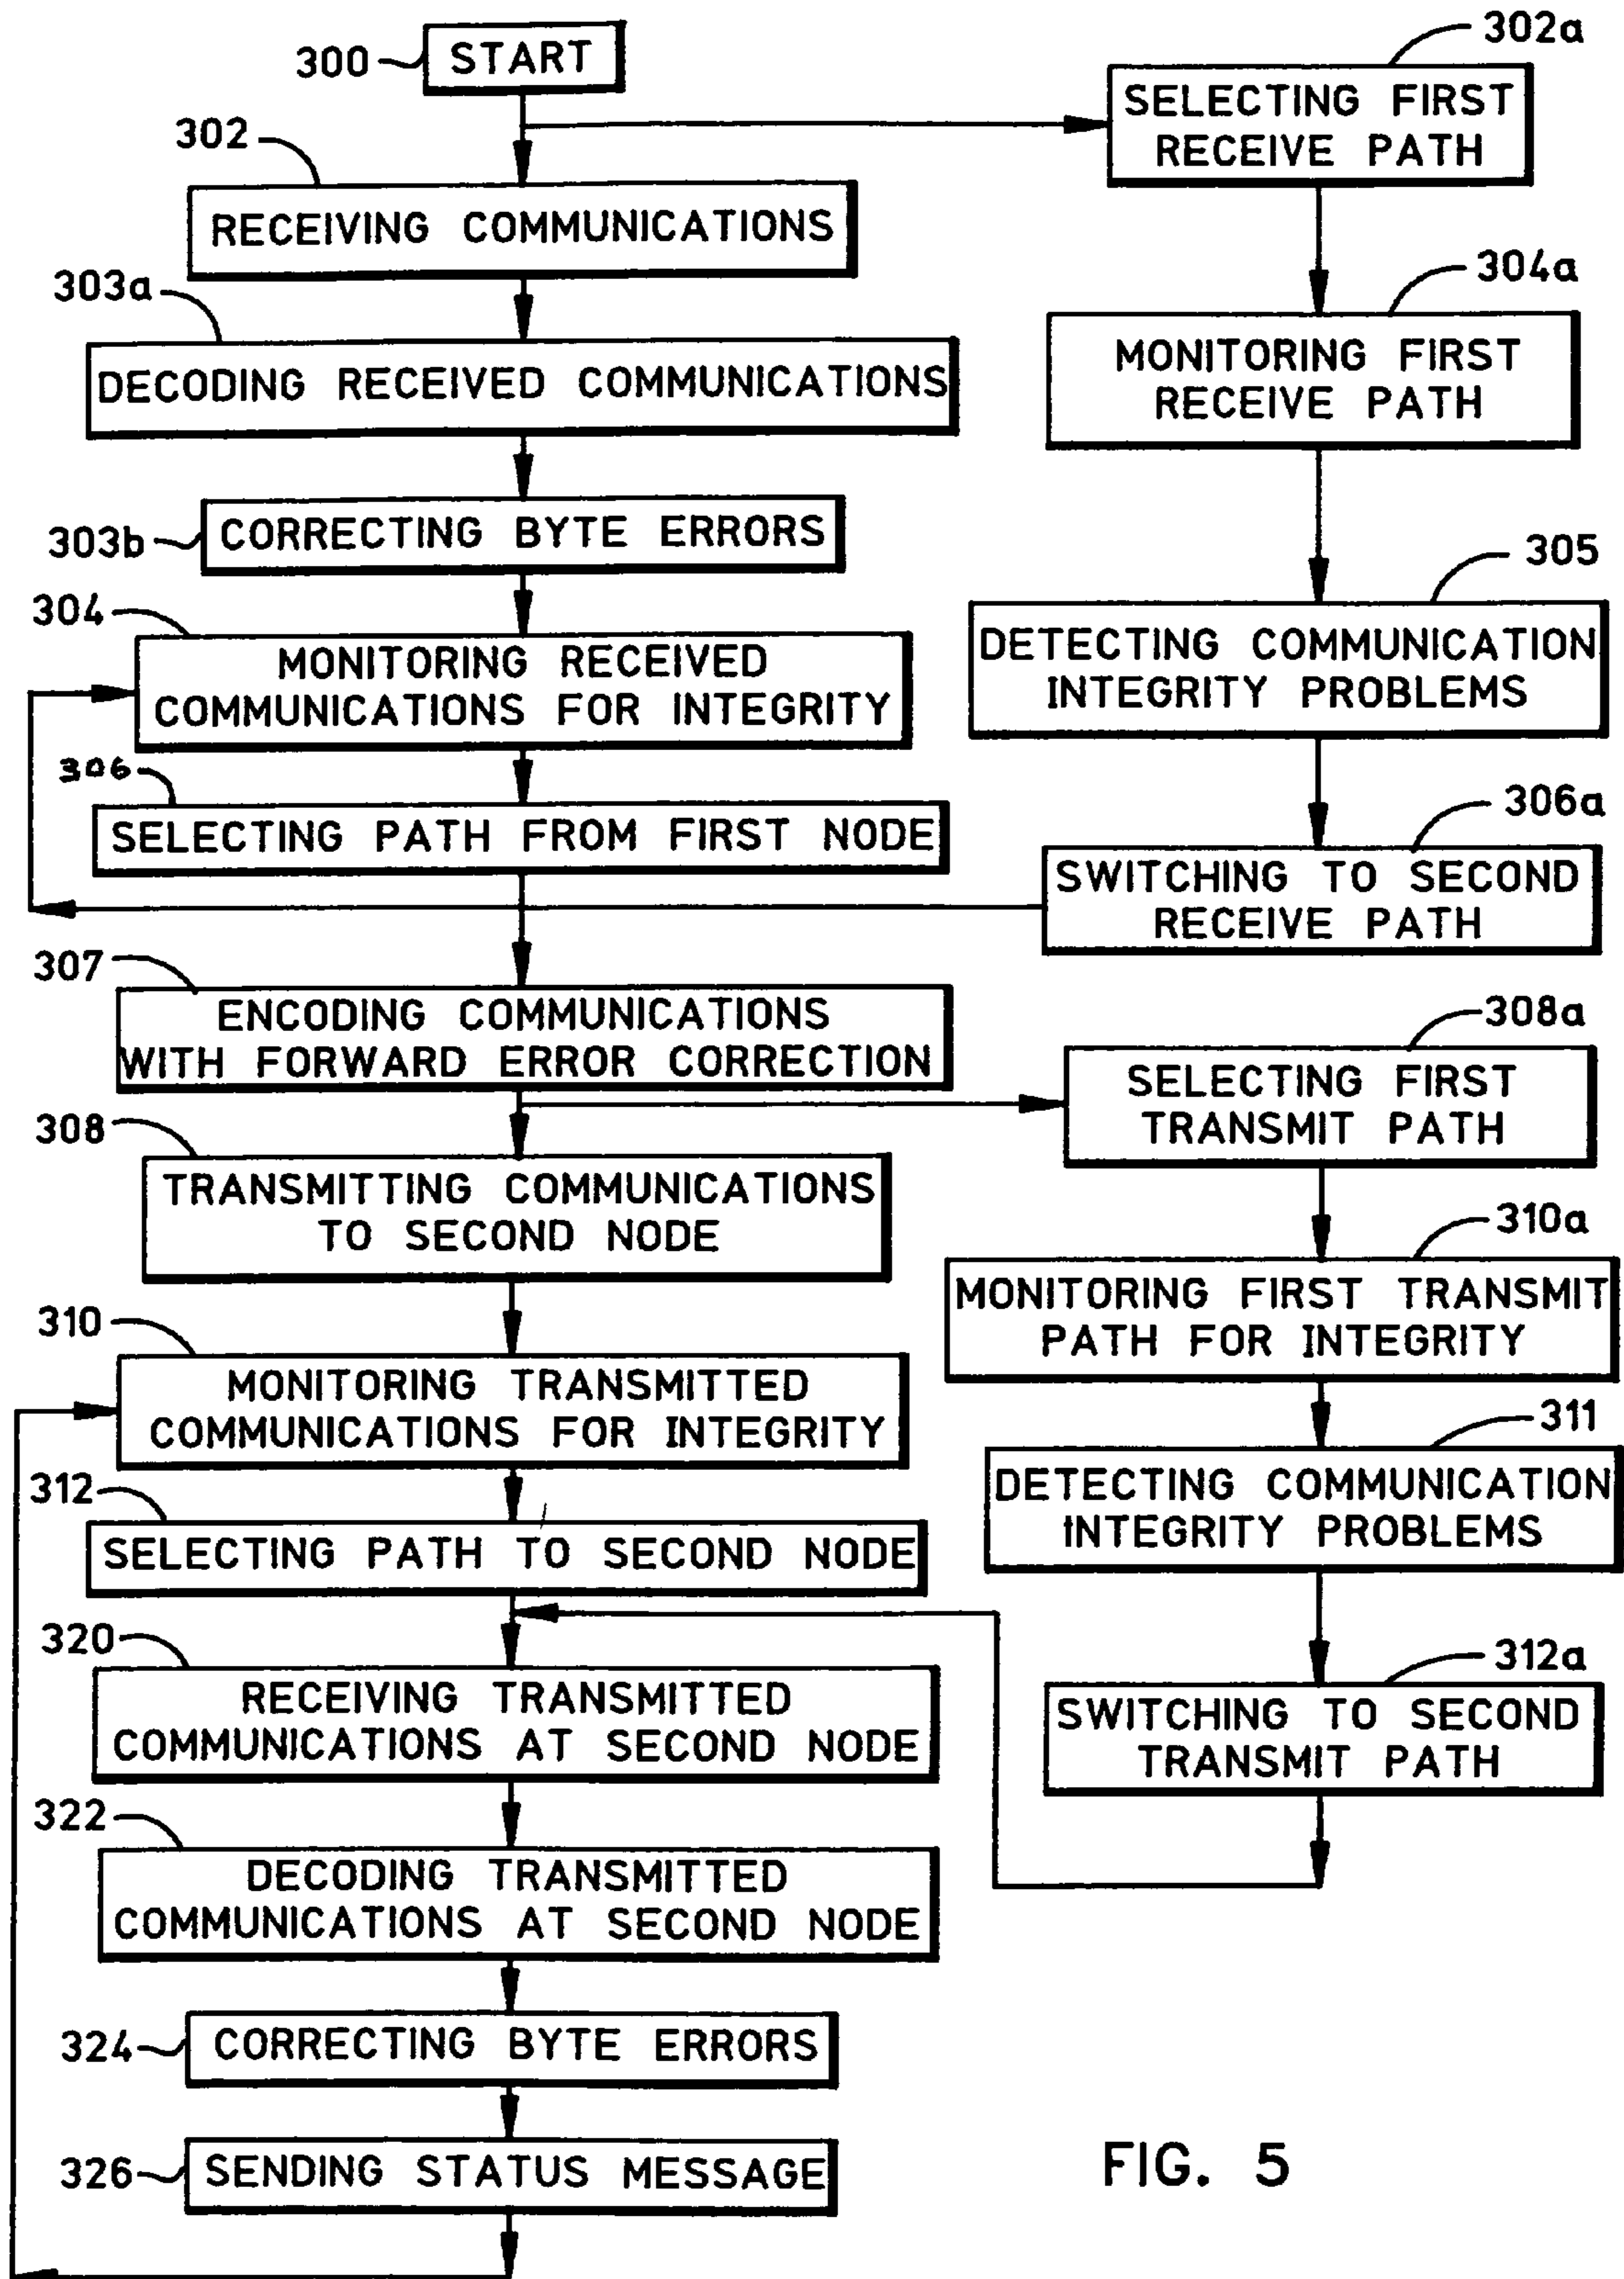 300
START
302a
SELECTING FIRST
RECEIVE PATH
302
RECEIVING COMMUNICATIONS
304a
MONITORING FIRST
RECEIVE PATH
303a
DECODING RECEIVED COMMUNICATIONS
303b
CORRECTING BYTE ERRORS
305
DETECTING COMMUNICATION
INTEGRITY PROBLEMS
304
MONITORING RECEIVED
COMMUNICATIONS FOR INTEGRITY
306
SELECTING PATH FROM FIRST NODE
306a
SWITCHING TO SECOND
RECEIVE PATH
307
ENCODING COMMUNICATIONS
WITH FORWARD ERROR CORRECTION
308a
SELECTING FIRST
TRANSMIT PATH
308
TRANSMITTING COMMUNICATIONS
TO SECOND NODE
310a
MONITORING FIRST TRANSMIT
PATH FOR INTEGRITY
310
MONITORING TRANSMITTED
COMMUNICATIONS FOR INTEGRITY
311
DETECTING COMMUNICATION
INTEGRITY PROBLEMS
312
SELECTING PATH TO SECOND NODE
312a
SWITCHING TO SECOND
TRANSMIT PATH
320
RECEIVING TRANSMITTED
COMMUNICATIONS AT SECOND NODE
322
DECODING TRANSMITTED
COMMUNICATIONS AT SECOND NODE
324
CORRECTING BYTE ERRORS
326
SENDING STATUS MESSAGE
FIG. 5